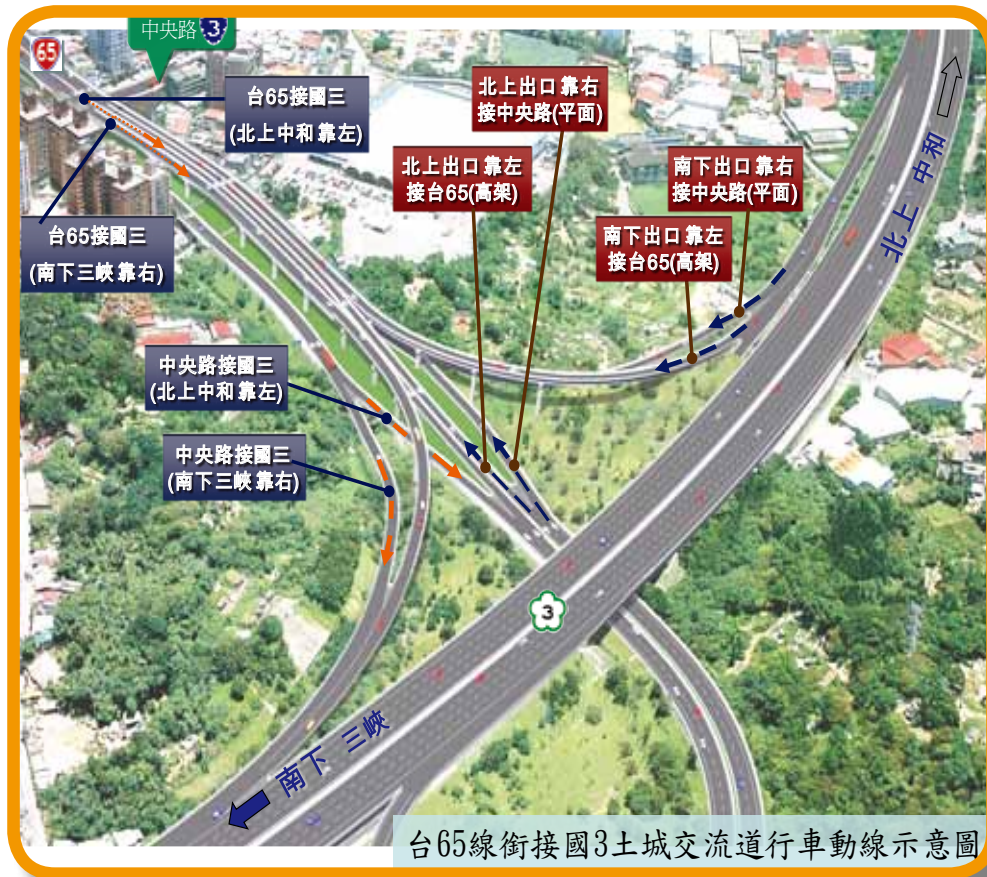 中央路 3
65
台65接國三
(北上中和靠左)
北上出口靠右
接中央路(平面)
北上出口靠左
接台65(高架)
南下出口靠右
接中央路(平面)
南下出口靠左
接台65(高架)
台65接國三
(南下三峽靠右)
北上 中和
中央路接國三
(北上中和靠左)
中央路接國三
(南下三峽靠右)
3
南下 三峽
台65線銜接國3土城交流道行車動線示意圖